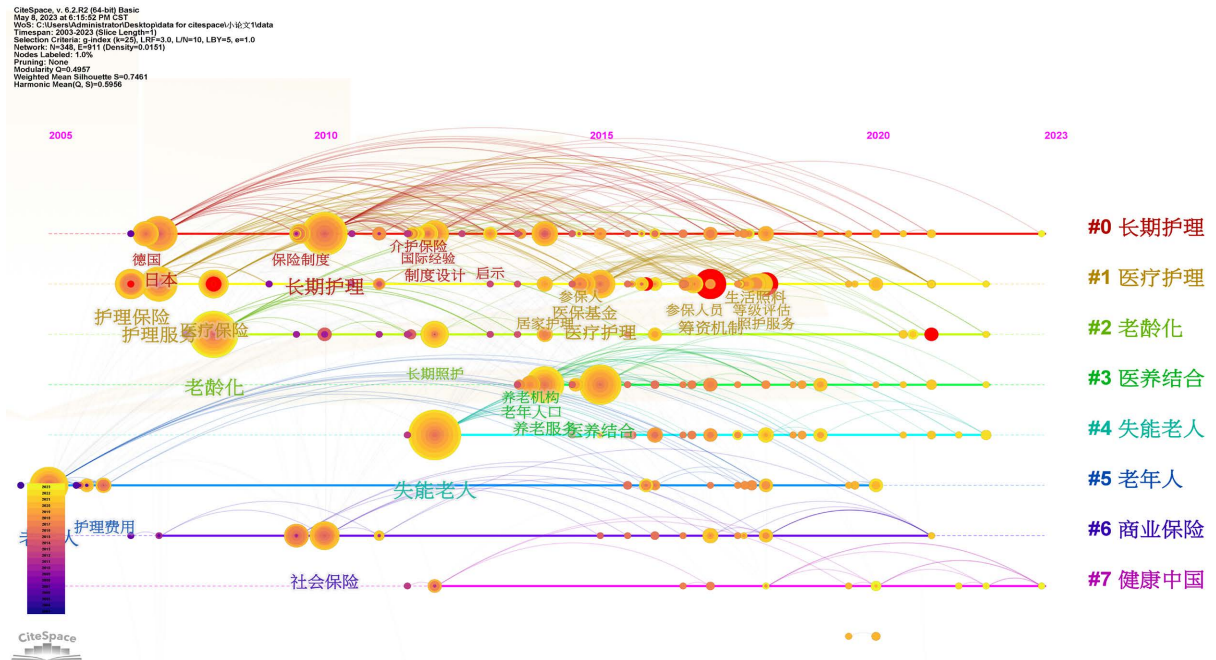 CiteSpace, v. 6.2.R2 (64-bit) Basic
May 8, 2023 at 6:15:52 PM CST
WoS: C:\Users\Administrator\Desktop\data for citespace\小论文1\data
Timespan: 2003-2023 (Slice Length=1)
Selection Criteria: g-index (k=25), LRF=3.0, L/N=10, LBY=5, e=1.0
Network: N=348, E=911 (Density=0.0151)
Nodes Labeled: 1.0%
Pruning: None
Modularity Q=0.4957
Weighted Mean Silhouette S=0.7461
Harmonic Mean(Q, S)=0.5956
2005 2010 2015 2020 2023
#0 长期护理
德国 保险制度 介护保险
国际经验
日本 长期护理 制度设计 启示
#1 医疗护理
参保人 生活照料
护理保险 医保基金 参保人员 等级评估
护理服务 医疗保险 居家护理 医疗护理 筹资机制 照护服务
#2 老龄化
老龄化 长期照护
#3 医养结合
养老机构
老年人口
养老服务 医养结合
#4 失能老人
失能老人
#5 老年人
护理费用
#6 商业保险
社会保险
#7 健康中国
CiteSpace